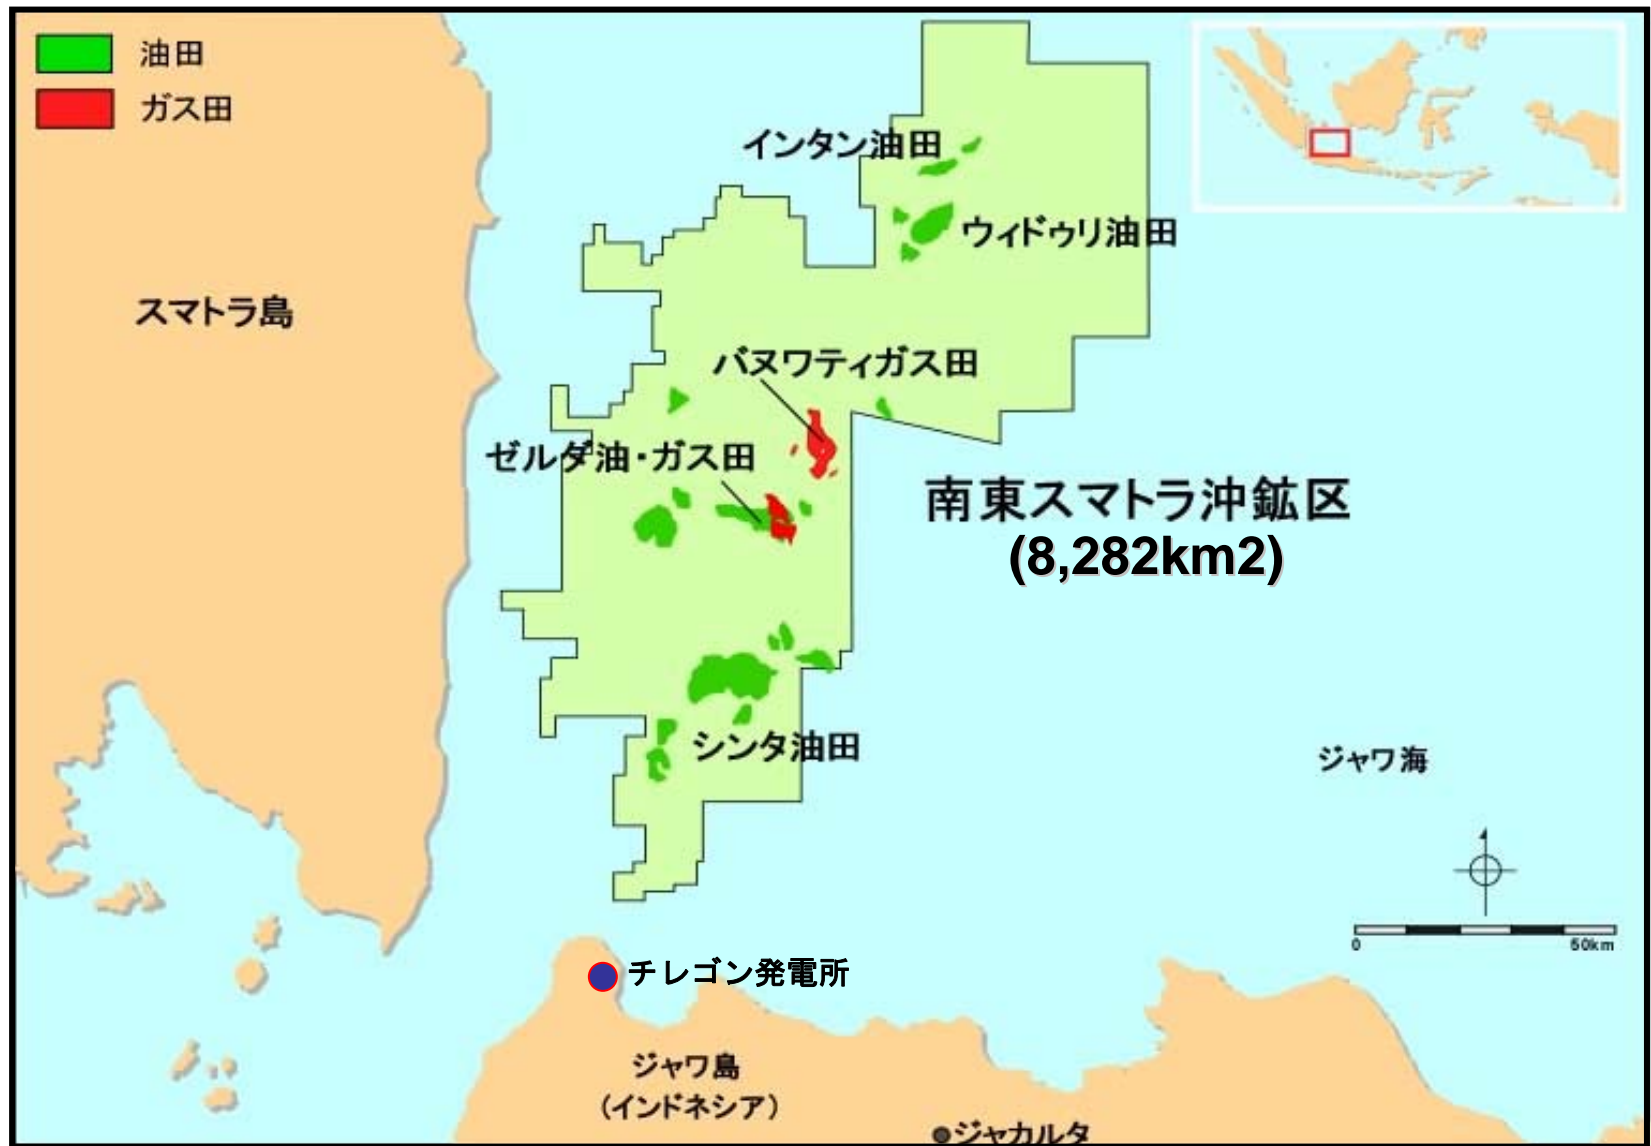 油田
ガス田
インタン油田
ウィドゥリ油田
スマトラ島
バヌワティガス田
ゼルダ油・ガス田
南東スマトラ沖鉱区
(8,282km2)
シンタ油田
ジャワ海
0 50km
チレゴン発電所
ジャワ島
(インドネシア)
ジャカルタ